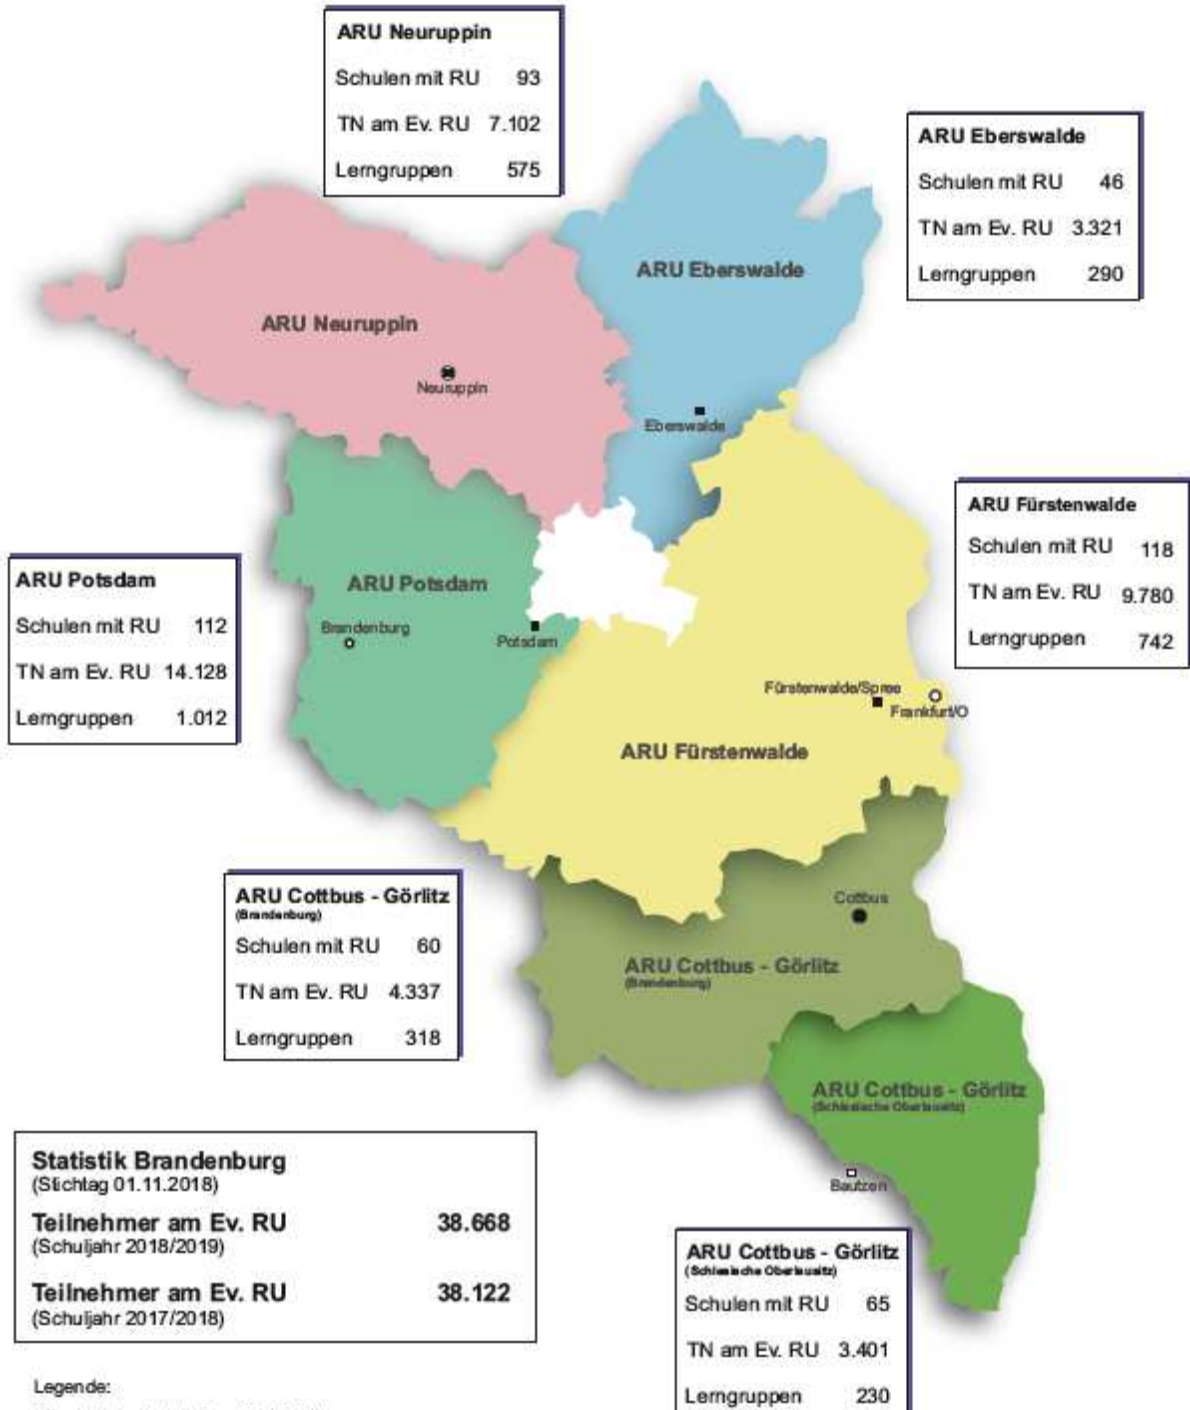 ARU Neuruppin
Schulen mit RU 93
TN am Ev. RU 7.102
Lerngruppen 575
ARU Eberswalde
Schulen mit RU 46
TN am Ev. RU 3.321
Lerngruppen 290
ARU Eberswalde
ARU Neuruppin
Neuruppin
Eberswalde
ARU Fürstenwalde
Schulen mit RU 118
TN am Ev. RU 9.780
Lerngruppen 742
ARU Potsdam
Schulen mit RU 112
TN am Ev. RU 14.128
Lerngruppen 1.012
ARU Potsdam
Brandenburg
Potsdam
Fürstenwalde/Spree
Frankfurt/O
ARU Fürstenwalde
ARU Cottbus - Görlitz
(Brandenburg)
Schulen mit RU 60
TN am Ev. RU 4.337
Lerngruppen 318
Cottbus
ARU Cottbus - Görlitz
(Brandenburg)
ARU Cottbus - Görlitz
(Schlesische Oberlausitz)
Bautzen
Statistik Brandenburg
(Stichtag 01.11.2018)
Teilnehmer am Ev. RU 38.668
(Schuljahr 2018/2019)
Teilnehmer am Ev. RU 38.122
(Schuljahr 2017/2018)
ARU Cottbus - Görlitz
(Schlesische Oberlausitz)
Schulen mit RU 65
TN am Ev. RU 3.401
Lerngruppen 230
Legende: